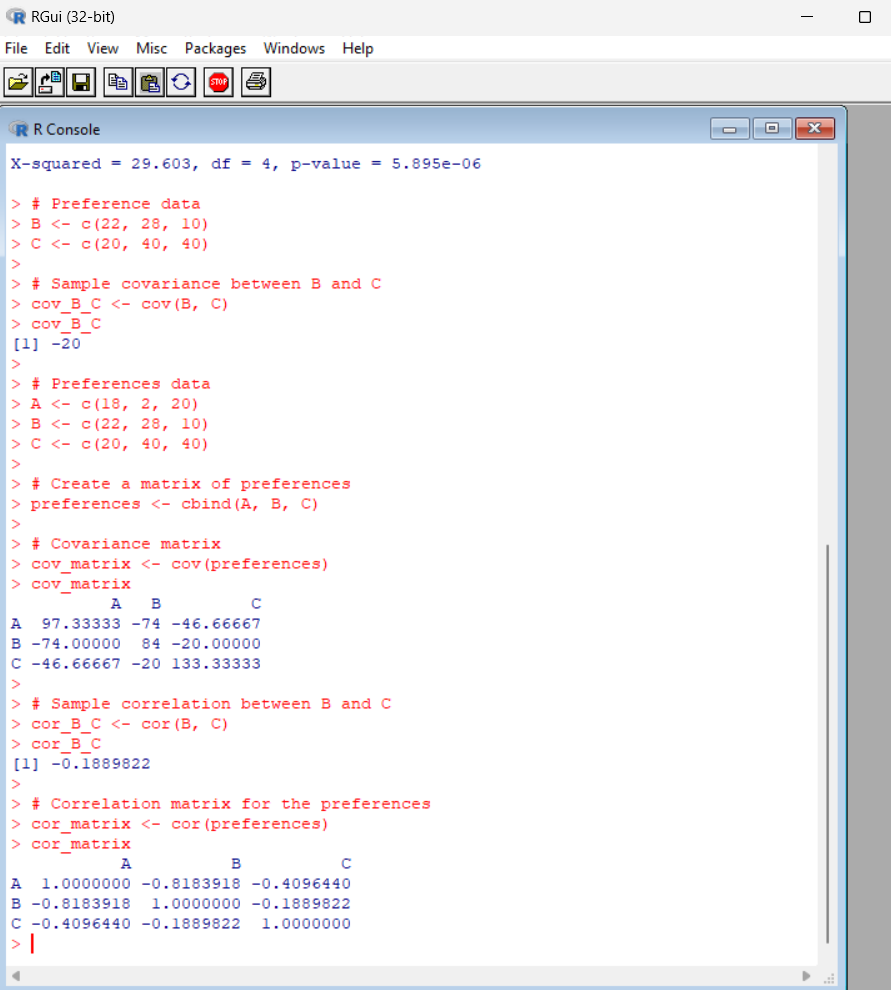 RGui (32-bit)
File Edit View Misc Packages Windows Help
STOP
R Console
X-squared = 29.603, df = 4, p-value = 5.895e-06
> # Preference data
> B <- c(22, 28, 10)
> C <- c(20, 40, 40)
>
> # Sample covariance between B and C
> cov_B_C <- cov(B, C)
> cov_B_C
[1] -20
>
> # Preferences data
> A <- c(18, 2, 20)
> B <- c(22, 28, 10)
> C <- c(20, 40, 40)
>
> # Create a matrix of preferences
> preferences <- cbind(A, B, C)
>
> # Covariance matrix
> cov_matrix <- cov(preferences)
> cov_matrix
          A   B         C
A  97.33333 -74 -46.66667
B -74.00000  84 -20.00000
C -46.66667 -20 133.33333
>
> # Sample correlation between B and C
> cor_B_C <- cor(B, C)
> cor_B_C
[1] -0.1889822
>
> # Correlation matrix for the preferences
> cor_matrix <- cor(preferences)
> cor_matrix
           A          B          C
A  1.0000000 -0.8183918 -0.4096440
B -0.8183918  1.0000000 -0.1889822
C -0.4096440 -0.1889822  1.0000000
>